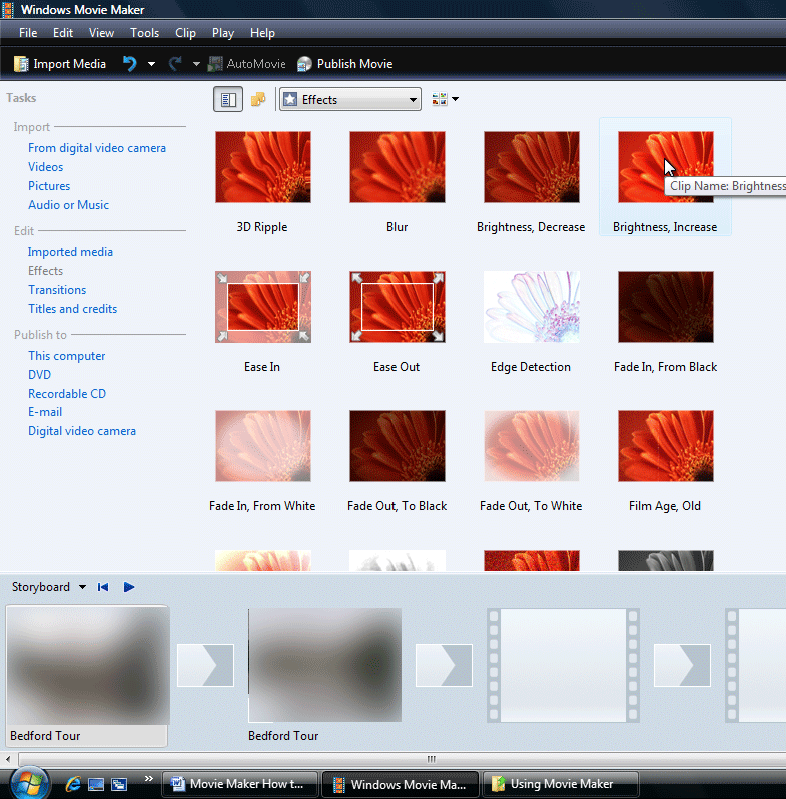 Windows Movie Maker
File Edit View Tools Clip Play Help
Import Media AutoMovie Publish Movie
Tasks
Effects
Import
From digital video camera
Videos
Pictures
Audio or Music
Edit
Imported media
Effects
Transitions
Titles and credits
Publish to
This computer
DVD
Recordable CD
E-mail
Digital video camera
Clip Name: Brightness
3D Ripple Blur Brightness, Decrease Brightness, Increase
Ease In Ease Out Edge Detection Fade In, From Black
Fade In, From White Fade Out, To Black Fade Out, To White Film Age, Old
Storyboard
Bedford Tour Bedford Tour
» Movie Maker How t... Windows Movie Ma... Using Movie Maker